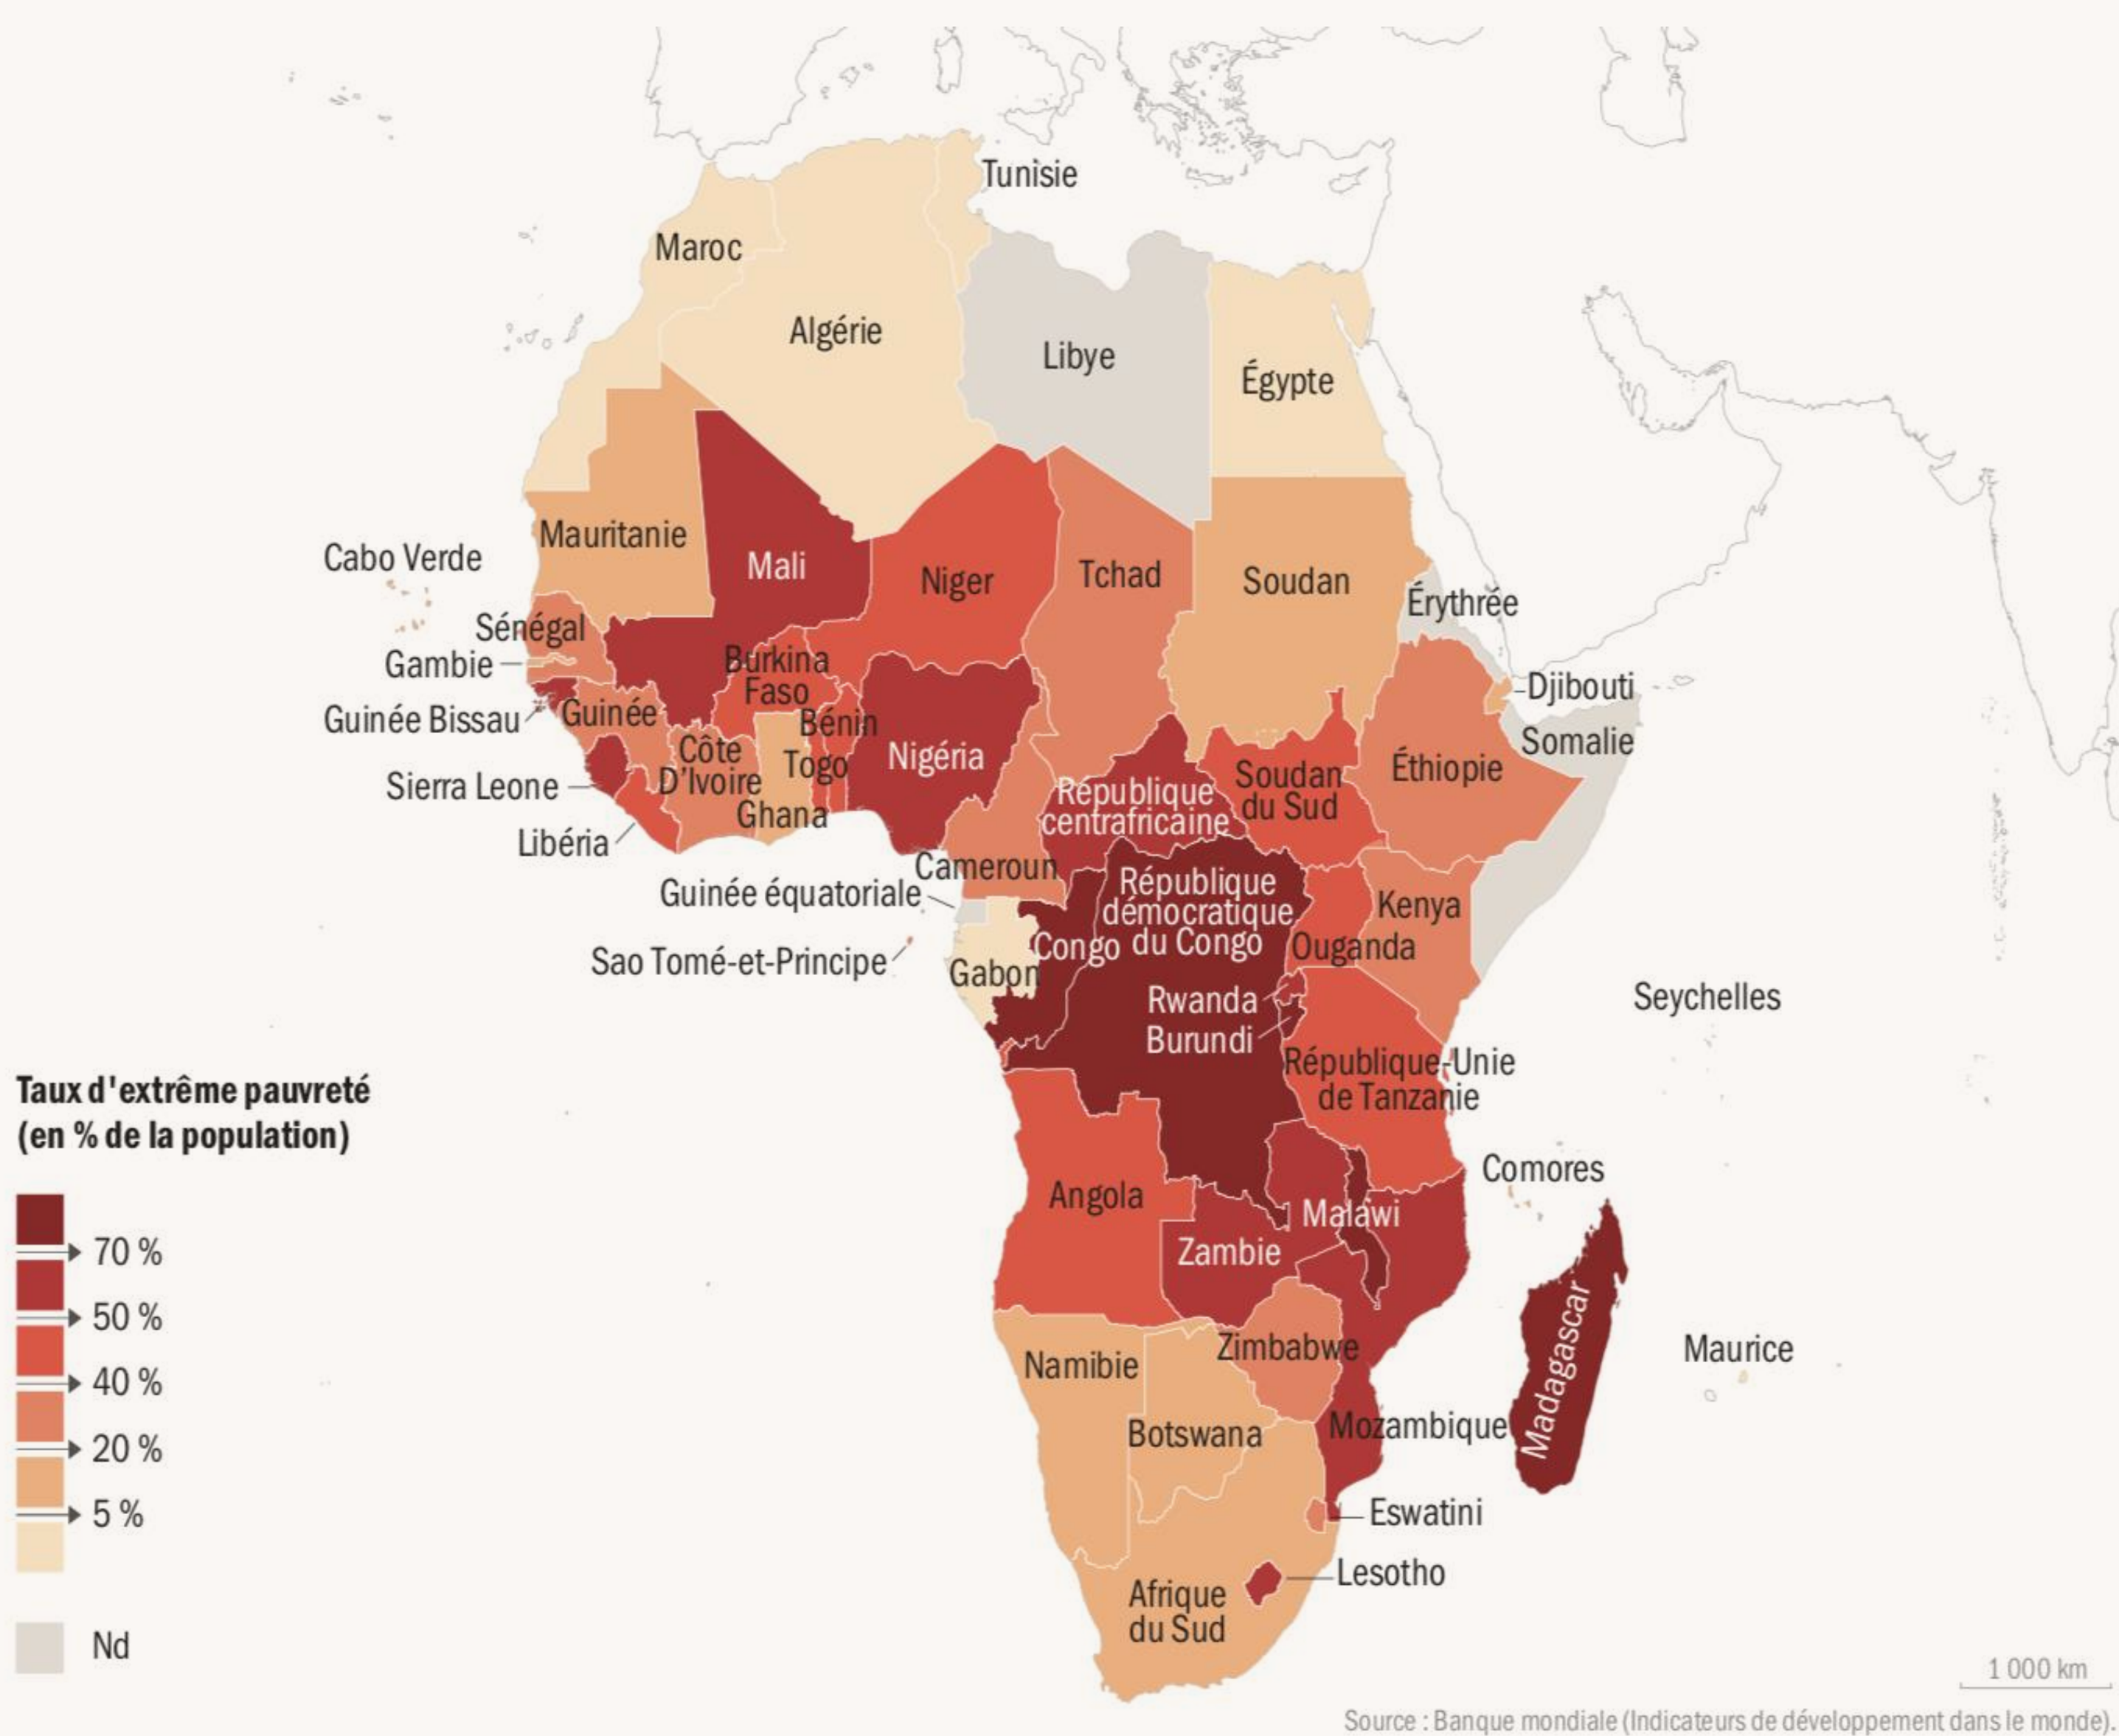 Tunisie
Maroc
Algérie
Libye
Égypte
Mauritanie
Cabo Verde
Mali
Niger
Tchad
Soudan
Érythrée
Sénégal
Gambie
Burkina
Faso
Djibouti
Guinée Bissau
Guinée
Bénin
Somalie
Côte
D'Ivoire
Togo
Nigéria
Soudan
du Sud
Éthiopie
Sierra Leone
République
centrafricaine
Ghana
Libéria
Cameroun
Guinée équatoriale
République
démocratique
du Congo
Kenya
Congo
Ouganda
Sao Tomé-et-Principe
Gabon
Rwanda
Seychelles
Burundi
République-Unie
de Tanzanie
Taux d'extrême pauvreté
(en % de la population)
70 %
50 %
40 %
20 %
5 %
Nd
Comores
Angola
Malawi
Zambie
Madagascar
Zimbabwe
Maurice
Namibie
Mozambique
Botswana
Eswatini
Lesotho
Afrique
du Sud
1 000 km
Source : Banque mondiale (Indicateurs de développement dans le monde).